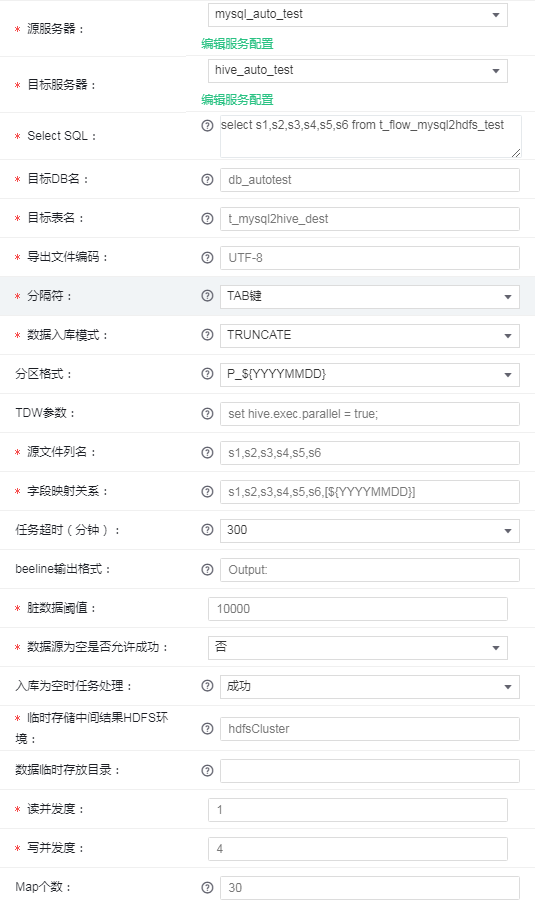 * 源服务器：
mysql_auto_test
编辑服务配置
* 目标服务器：
hive_auto_test
编辑服务配置
* Select SQL：
select s1,s2,s3,s4,s5,s6 from t_flow_mysql2hdfs_test
* 目标DB名：
db_autotest
* 目标表名：
t_mysql2hive_dest
* 导出文件编码：
UTF-8
* 分隔符：
TAB键
* 数据入库模式：
TRUNCATE
分区格式：
P_${YYYYMMDD}
TDW参数：
set hive.exec.parallel = true;
* 源文件列名：
s1,s2,s3,s4,s5,s6
* 字段映射关系：
s1,s2,s3,s4,s5,s6,[${YYYYMMDD}]
任务超时（分钟）：
300
beeline输出格式：
Output:
* 脏数据阈值：
10000
* 数据源为空是否允许成功：
否
入库为空时任务处理：
成功
* 临时存储中间结果HDFS环
境：
hdfsCluster
数据临时存放目录：
* 读并发度：
1
* 写并发度：
4
Map个数：
30